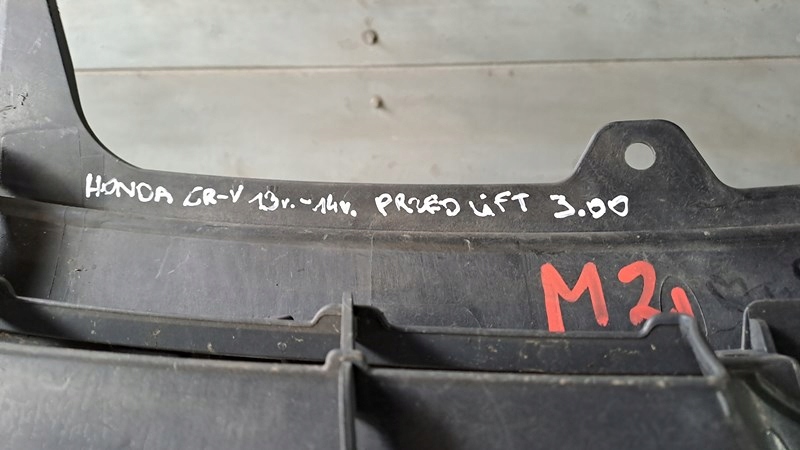 HONDA CR-V 13r.-14r. PRZED LIFT 3.00
M2